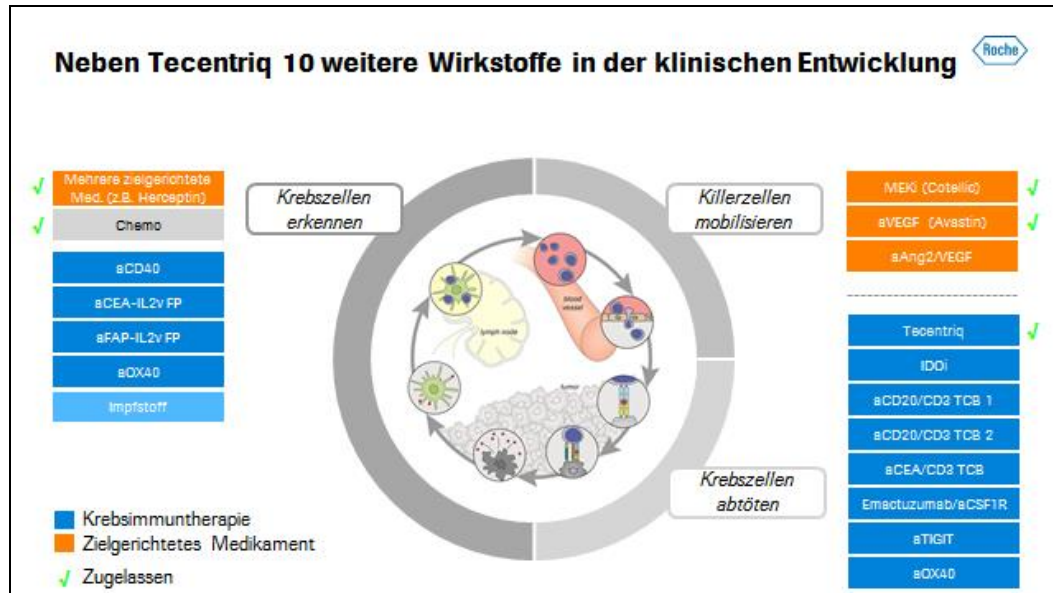 Neben Tecentriq 10 weitere Wirkstoffe in der klinischen Entwicklung
Roche
Mehrere zielgerichtete
Med. (z.B. Herceptin)
Chemo
aCD40
aCEA-IL2v FP
aFAP-IL2v FP
aOX40
Impfstoff
Krebszellen
erkennen
Killerzellen
mobilisieren
Krebszellen
abtöten
lymph node
blood
vessel
tumor
MEKi (Cotellic)
aVEGF (Avastin)
aAng2/VEGF
Tecentriq
IDOi
aCD20/CD3 TCB 1
aCD20/CD3 TCB 2
aCEA/CD3 TCB
Emactuzumab/aCSF1R
aTIGIT
aOX40
Krebsimmuntherapie
Zielgerichtetes Medikament
√ Zugelassen